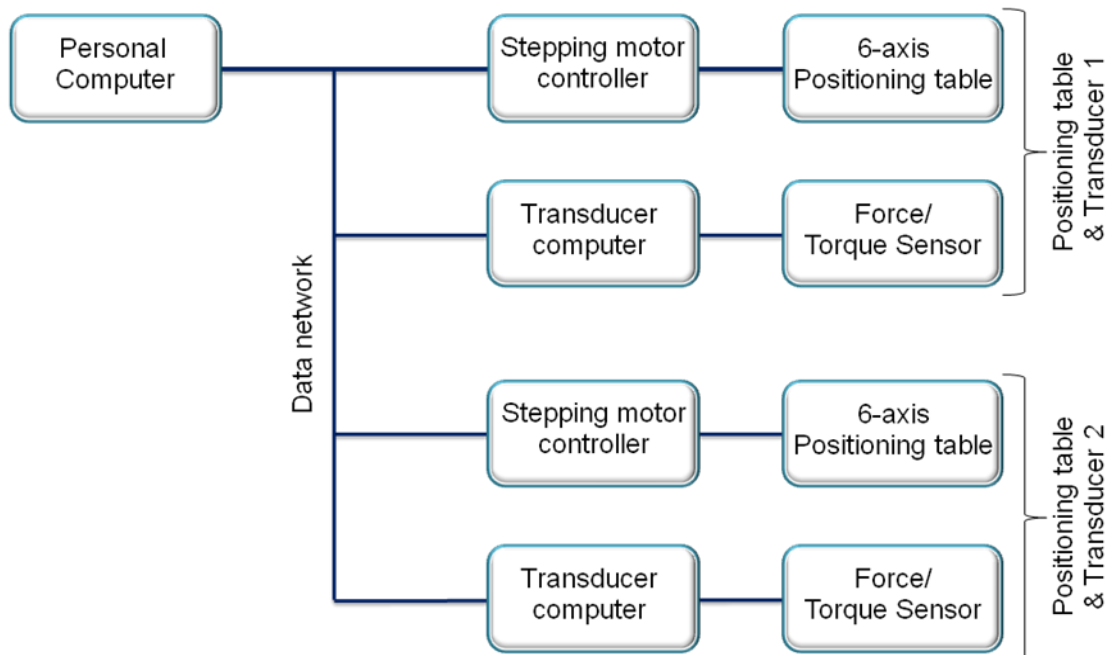 Personal
Computer
Stepping motor
controller
6-axis
Positioning table
Transducer
computer
Force/
Torque Sensor
Positioning table
& Transducer 1
Data network
Stepping motor
controller
6-axis
Positioning table
Transducer
computer
Force/
Torque Sensor
Positioning table
& Transducer 2